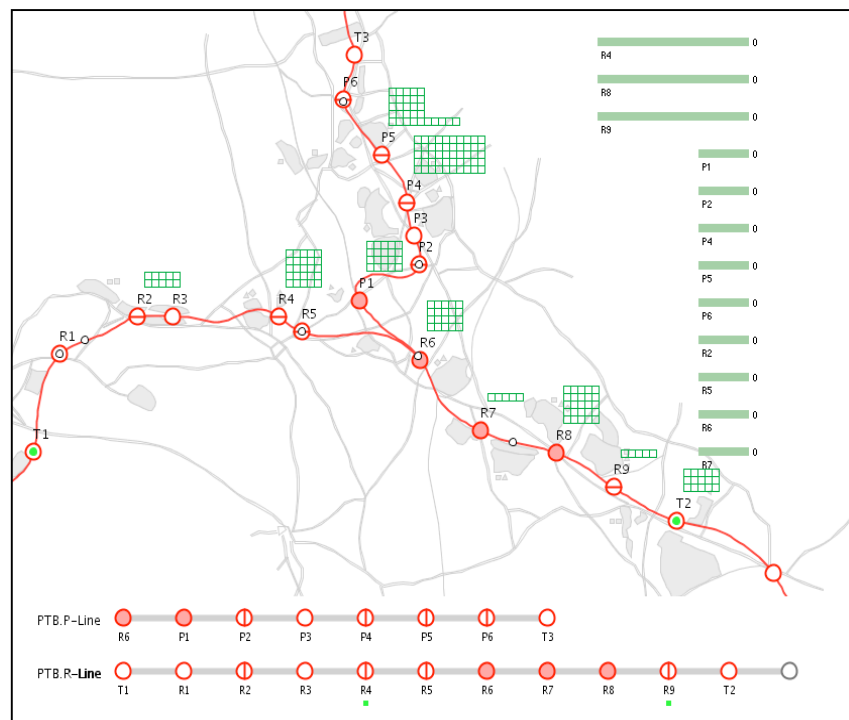 T3
P6
P5
P4
P3
P2
P1
R2
R3
R4
R5
R1
R6
T1
R7
R8
R9
T2
0
R4
0
R8
0
R9
0
P1
0
P2
0
P4
0
P5
0
P6
0
R2
0
R5
0
R6
0
R7
PTB.P-Line
R6 P1 P2 P3 P4 P5 P6 T3
PTB.R-Line
T1 R1 R2 R3 R4 R5 R6 R7 R8 R9 T2